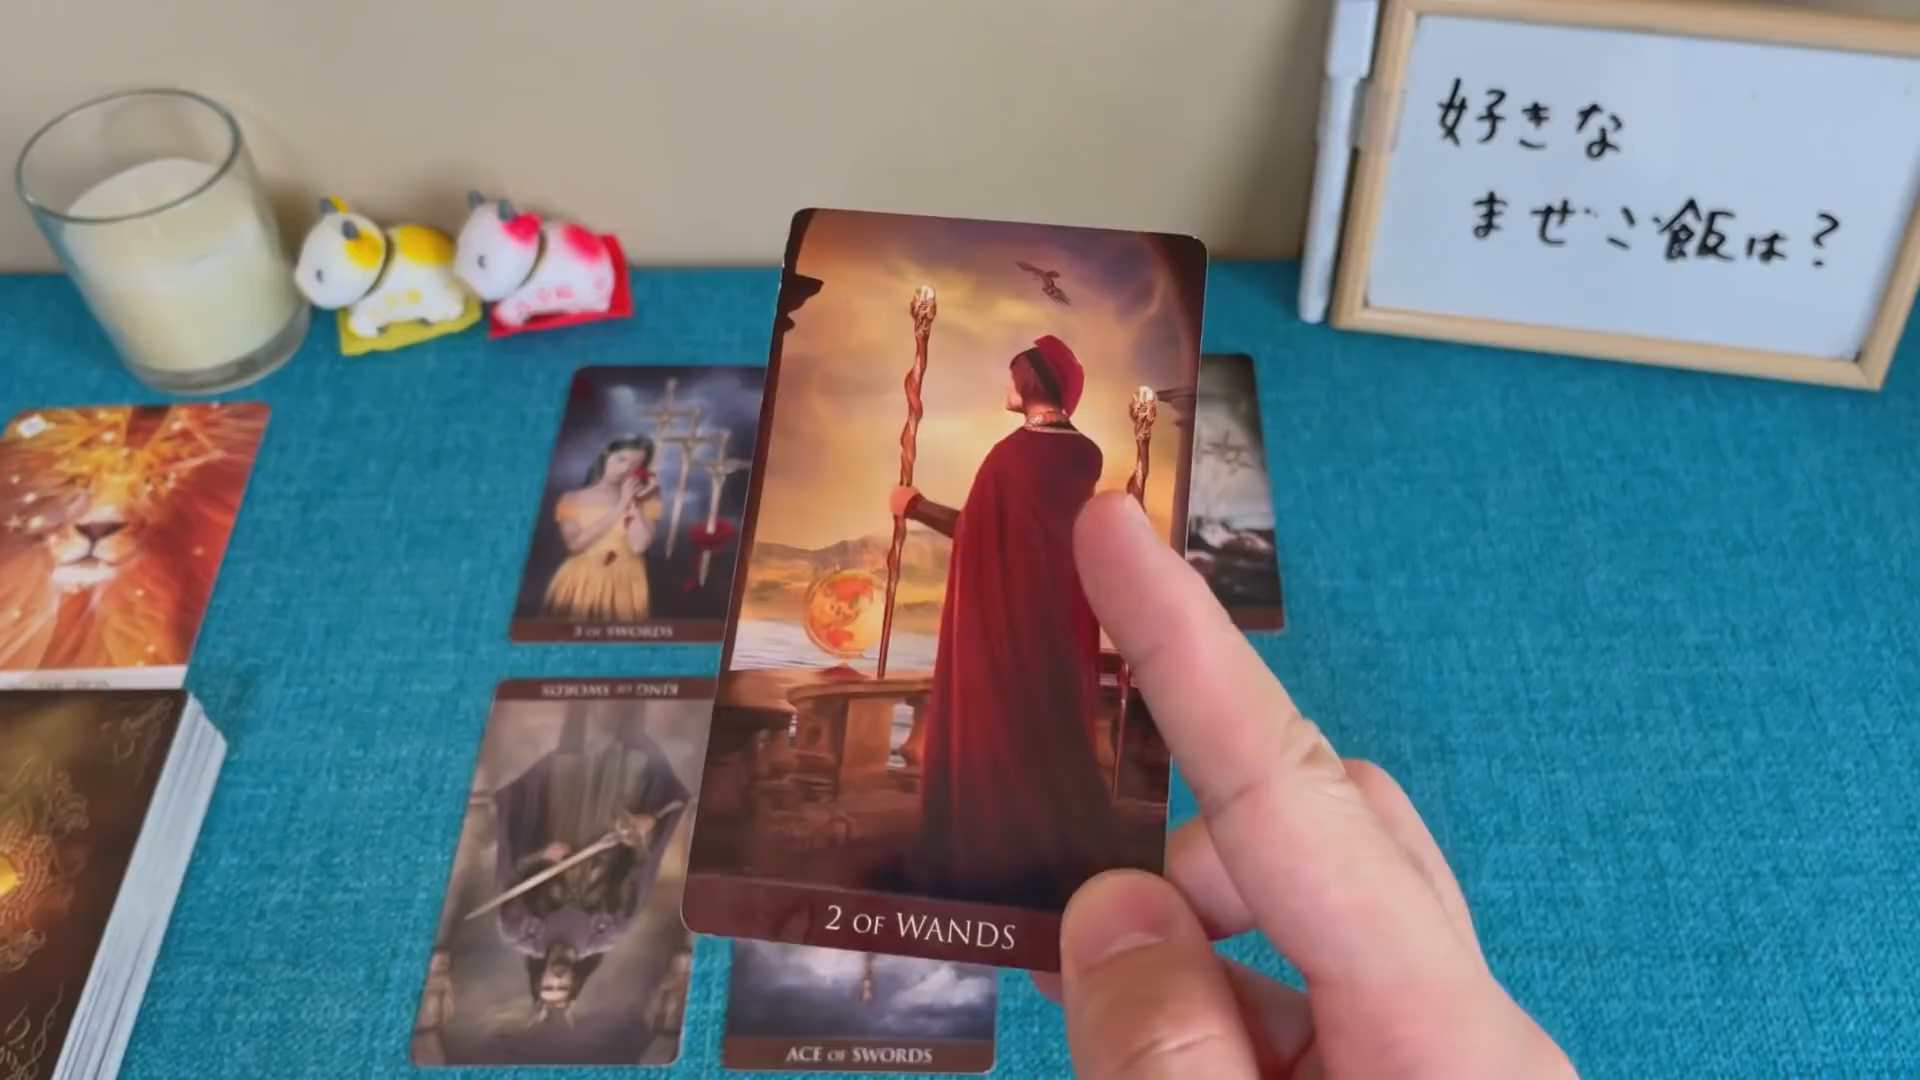 好きな
まぜご飯は?
3 OF SWORDS
KING OF SWORDS
2 OF WANDS
ACE OF SWORDS